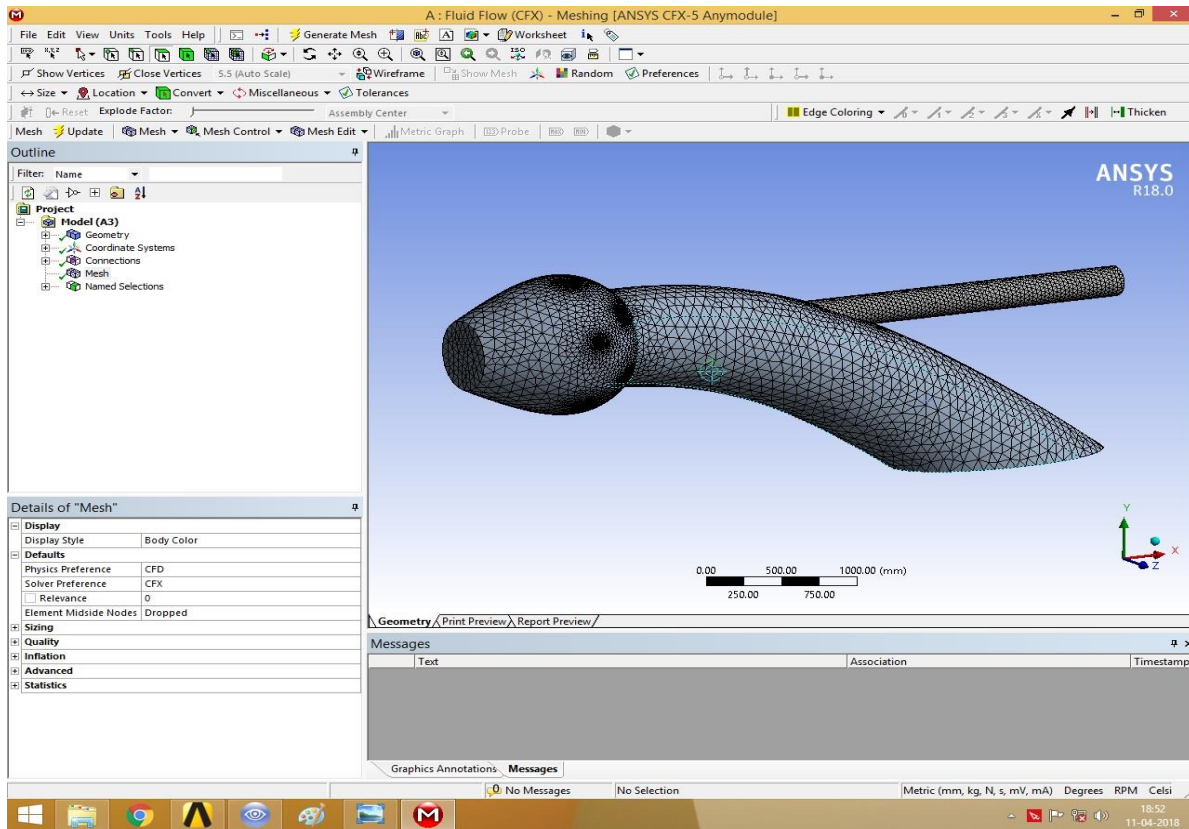 A : Fluid Flow (CFX) - Meshing [ANSYS CFX-5 Anymodule]
File Edit View Units Tools Help Generate Mesh Worksheet
Show Vertices Close Vertices 5.5 (Auto Scale) Wireframe Show Mesh Random Preferences
Size Location Convert Miscellaneous Tolerances
Reset Explode Factor: Assembly Center Edge Coloring Thicken
Mesh Update Mesh Mesh Control Mesh Edit Metric Graph Probe
Outline
Filter: Name
Project
Model (A3)
Geometry
Coordinate Systems
Connections
Mesh
Named Selections
ANSYS
R18.0
Y
X
Z
0.00 500.00 1000.00 (mm)
250.00 750.00
Geometry Print Preview Report Preview
Details of "Mesh"
Display
Display Style Body Color
Defaults
Physics Preference CFD
Solver Preference CFX
Relevance 0
Element Midside Nodes Dropped
Sizing
Quality
Inflation
Advanced
Statistics
Messages
Text Association Timestamp
Graphics Annotations Messages
0 No Messages No Selection Metric (mm, kg, N, s, mV, mA) Degrees RPM Celsi
18:52
11-04-2018